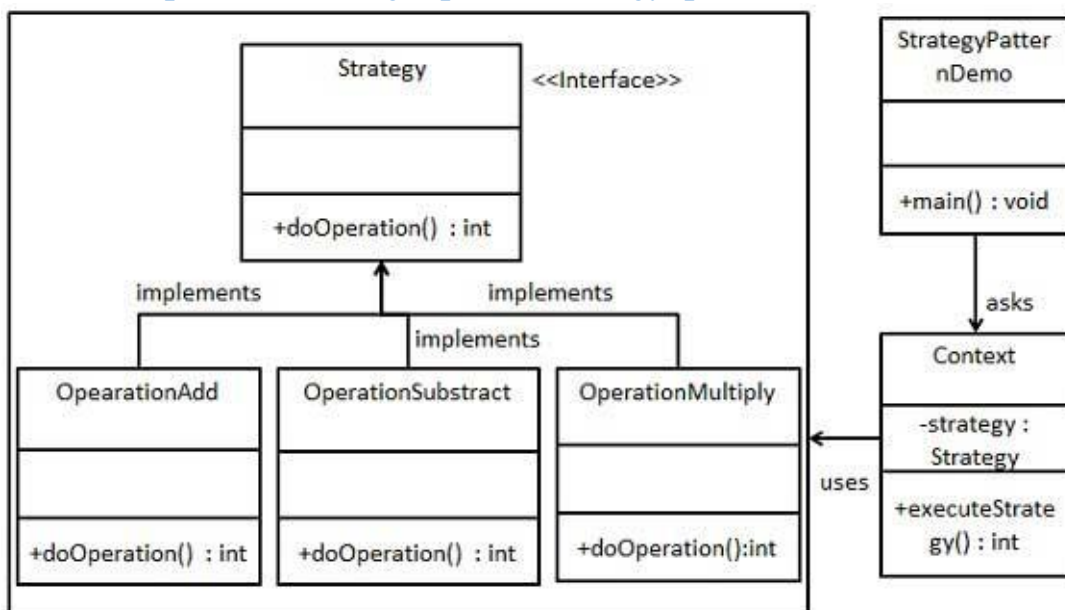 Strategy
<<Interface>>
+doOperation() : int
implements
implements
implements
OpearationAdd
+doOperation() : int
OperationSubstract
+doOperation() : int
OperationMultiply
+doOperation():int
StrategyPatter
nDemo
+main() : void
asks
Context
-strategy :
Strategy
+executeStrate
gy() : int
uses